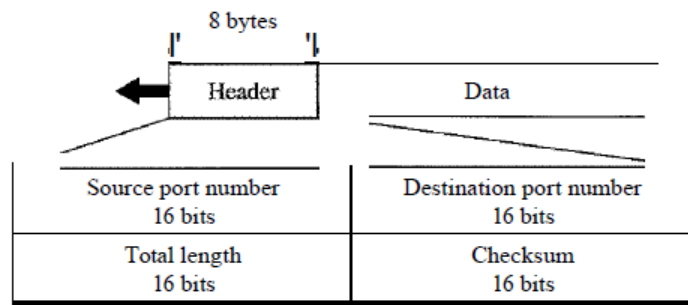 8 bytes
Header Data
Source port number Destination port number
16 bits 16 bits
Total length Checksum
16 bits 16 bits